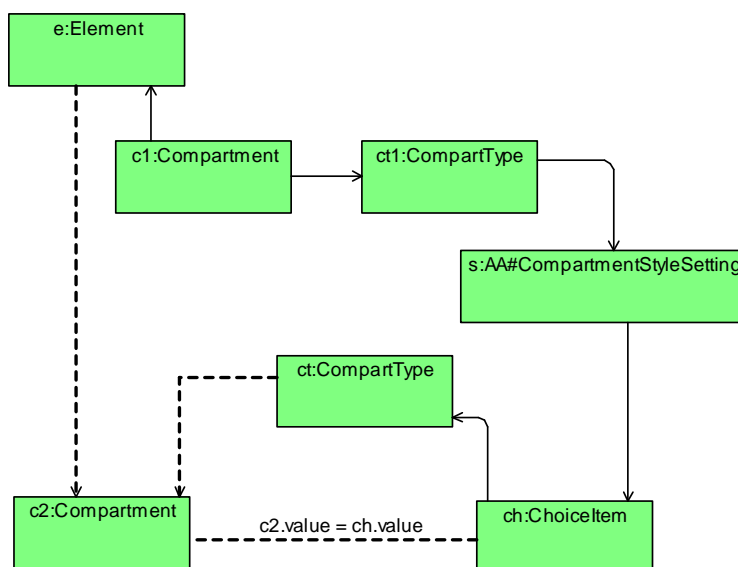 e:Element
c1:Compartment
ct1:CompartType
s:AA#CompartmentStyleSetting
ct:CompartType
c2:Compartment
c2.value = ch.value
ch:ChoiceItem